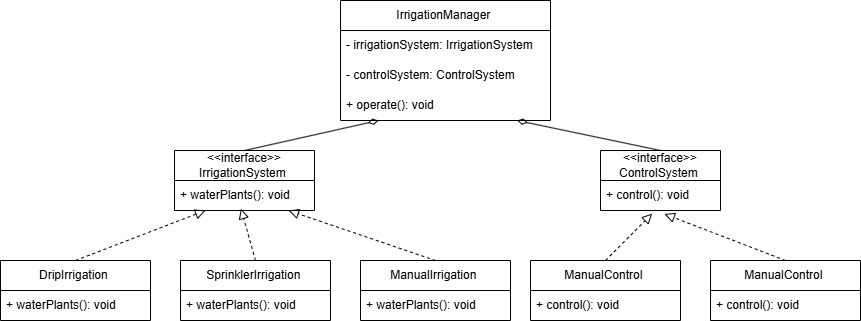 IrrigationManager
- irrigationSystem: IrrigationSystem
- controlSystem: ControlSystem
+ operate(): void
<<interface>>
IrrigationSystem
+ waterPlants(): void
<<interface>>
ControlSystem
+ control(): void
DripIrrigation
+ waterPlants(): void
SprinklerIrrigation
+ waterPlants(): void
ManualIrrigation
+ waterPlants(): void
ManualControl
+ control(): void
ManualControl
+ control(): void